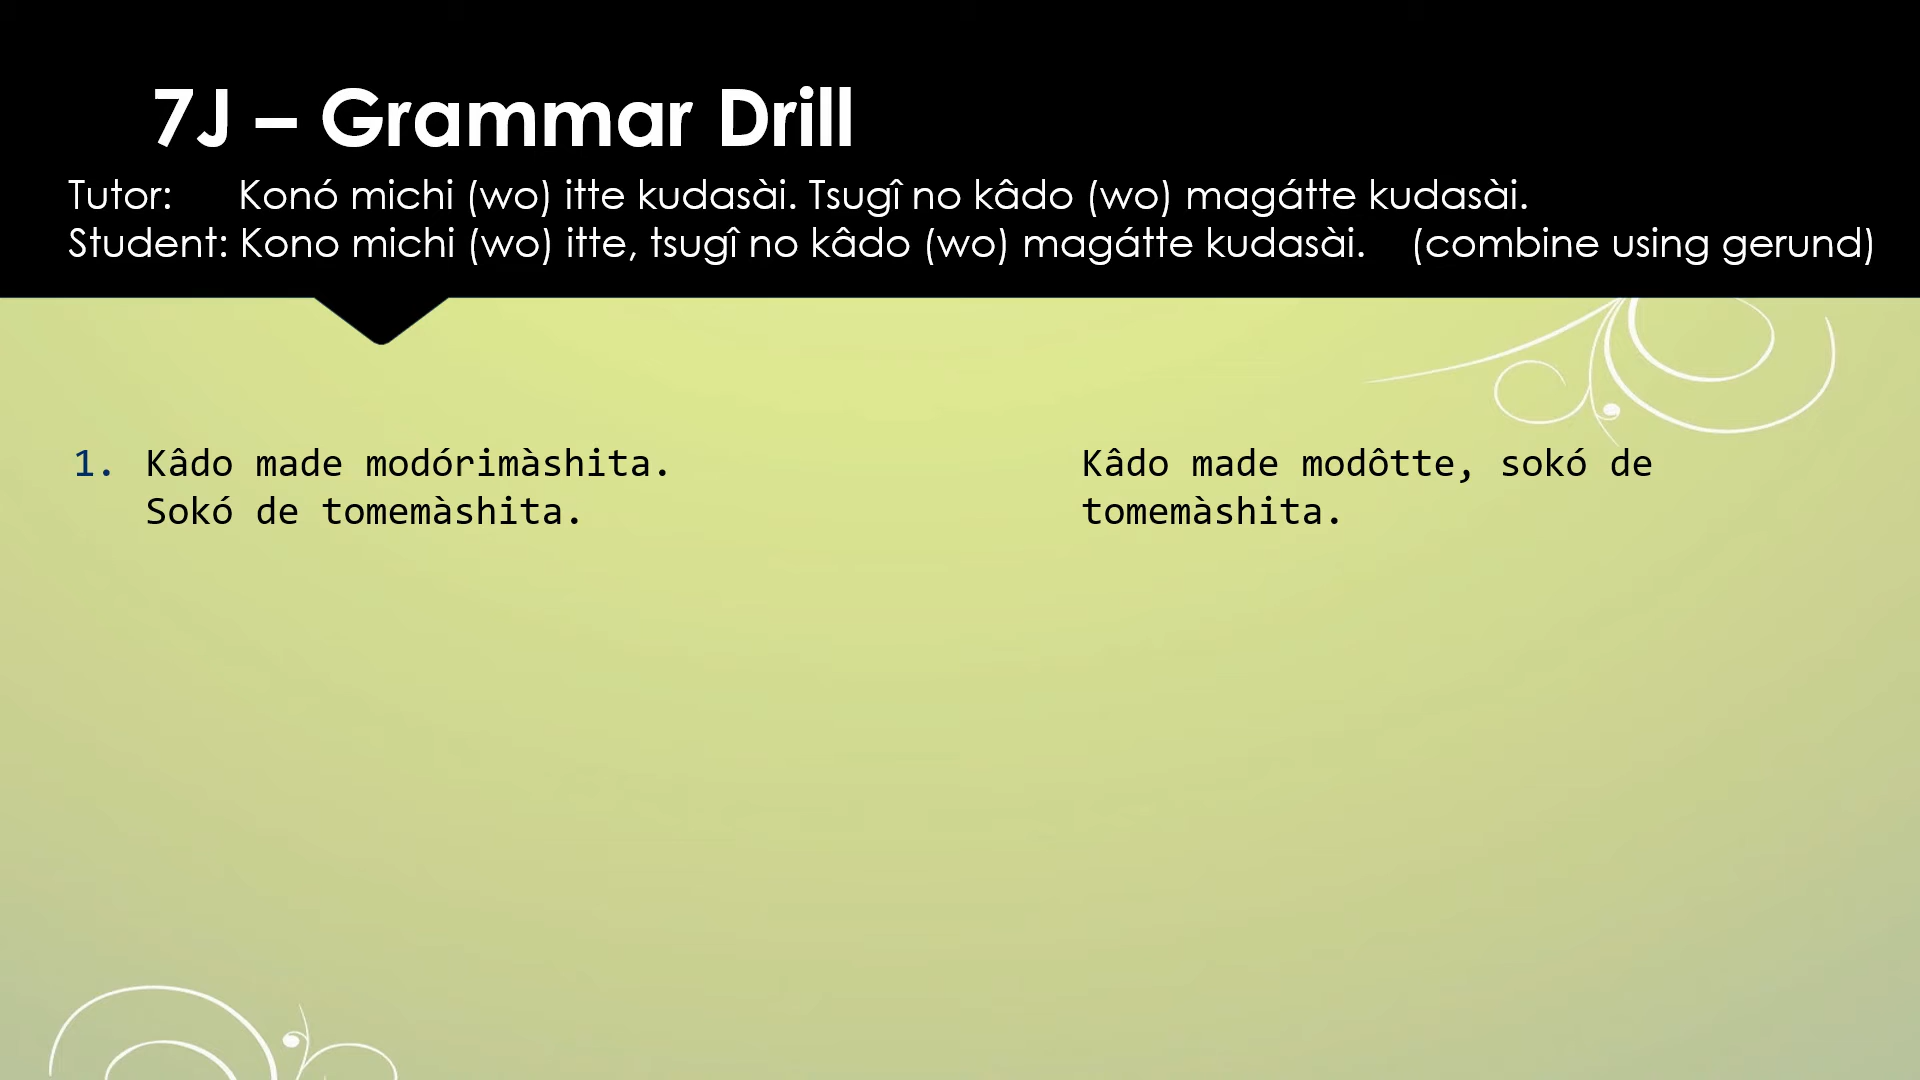 7J – Grammar Drill
Tutor: Konó michi (wo) itte kudasài. Tsugî no kâdo (wo) magátte kudasài.
Student: Kono michi (wo) itte, tsugî no kâdo (wo) magátte kudasài. (combine using gerund)
1. Kâdo made modórimàshita.
Sokó de tomemàshita.
Kâdo made modôtte, sokó de
tomemàshita.